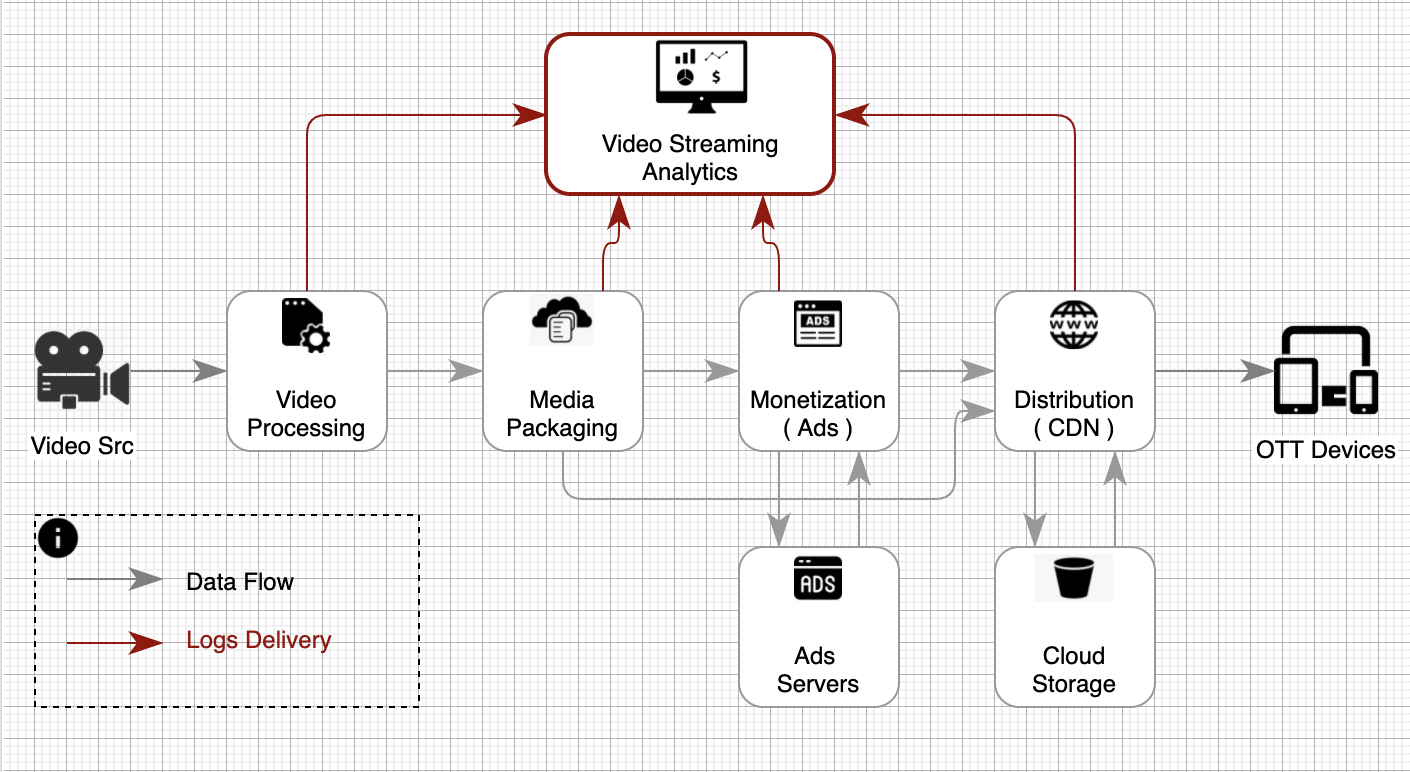 Video Streaming
Analytics
Video
Processing
Media
Packaging
ADS
Monetization
( Ads )
WWW
Distribution
( CDN )
Video Src
OTT Devices
i
Data Flow
Logs Delivery
ADS
Ads
Servers
Cloud
Storage
$